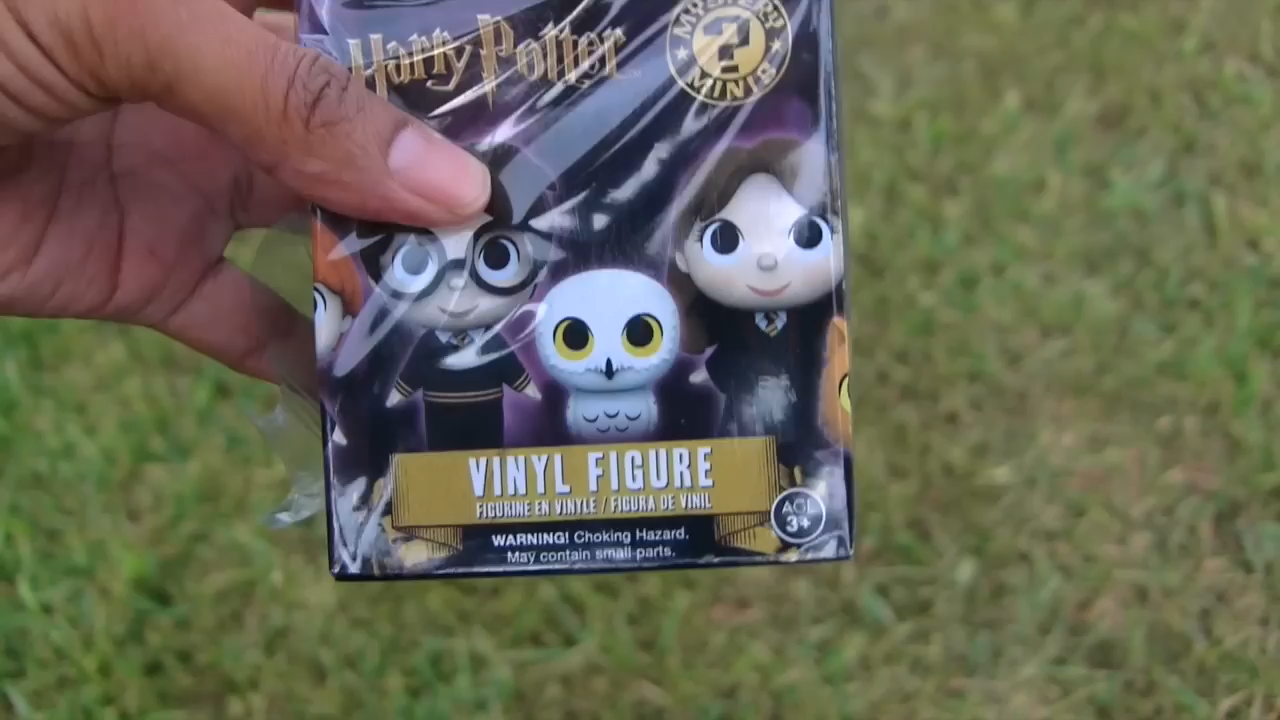 Harry Potter
MYSTERY
?
MINIS
VINYL FIGURE
FIGURINE EN VINYLE / FIGURA DE VINIL
AGE
3+
WARNING! Choking Hazard.
May contain small parts.